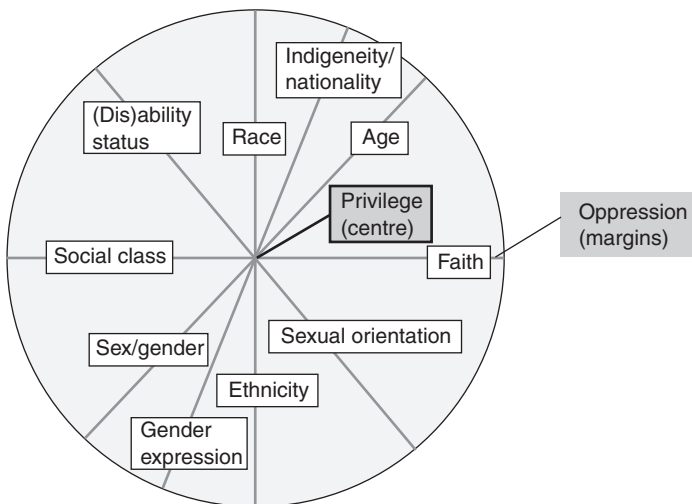 Indigeneity/
nationality
(Dis)ability
status
Race
Age
Privilege
(centre)
Oppression
(margins)
Social class
Faith
Sex/gender
Sexual orientation
Ethnicity
Gender
expression